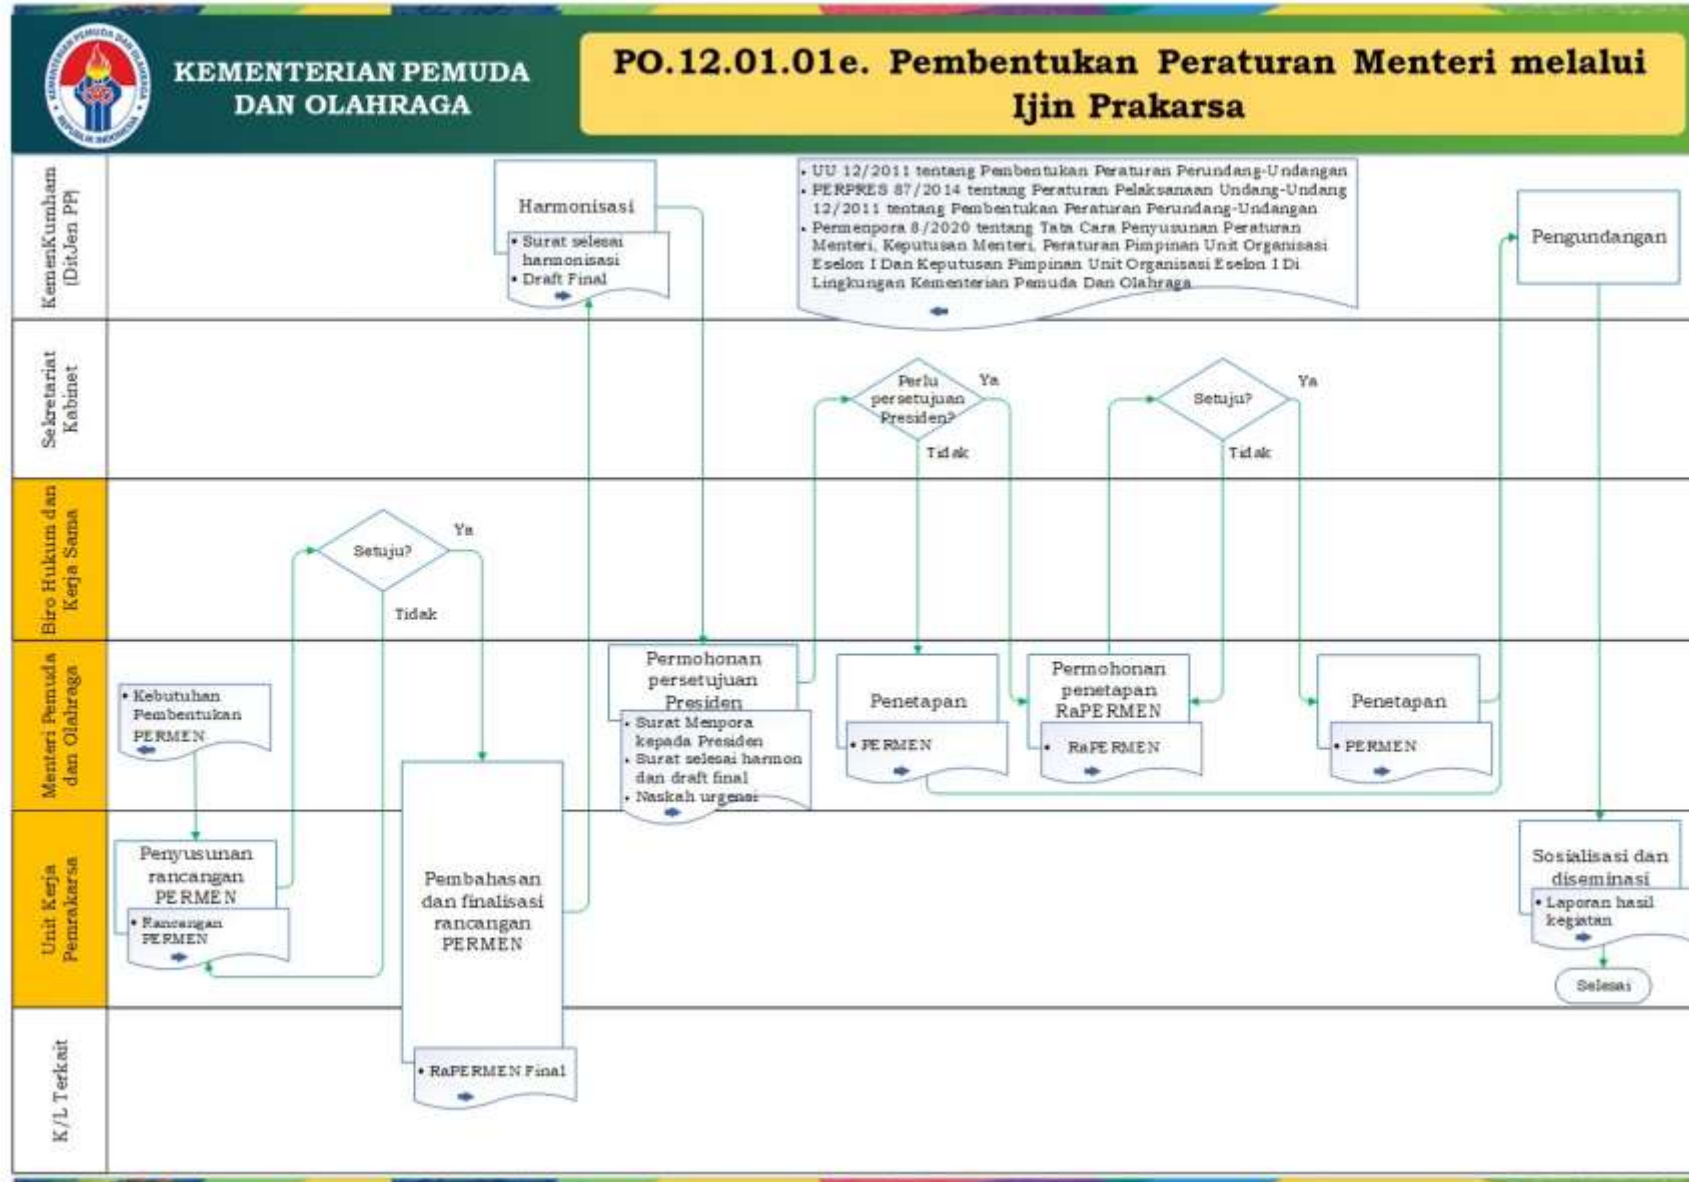 KEMENTERIAN PEMUDA DAN OLAHRAGA
REPUBLIK INDONESIA
KEMENTERIAN PEMUDA
DAN OLAHRAGA
PO.12.01.01e. Pembentukan Peraturan Menteri melalui
Ijin Prakarsa
KemenKumham
(DitJen PP)
Harmonisasi
• Surat selesai
harmonisasi
• Draft Final
• UU 12/2011 tentang Pembentukan Peraturan Perundang-Undangan
• PERPRES 87/2014 tentang Peraturan Pelaksanaan Undang-Undang
12/2011 tentang Pembentukan Peraturan Perundang-Undangan
• Permenpora 8/2020 tentang Tata Cara Penyusunan Peraturan
Menteri, Keputusan Menteri, Peraturan Pimpinan Unit Organisasi
Eselon I Dan Keputusan Pimpinan Unit Organisasi Eselon I Di
Lingkungan Kementerian Pemuda Dan Olahraga
Pengundangan
Sekretariat
Kabinet
Perlu
persetujuan
Presiden?
Ya
Tidak
Setuju?
Ya
Tidak
Biro Hukum dan
Kerja Sama
Setuju?
Ya
Tidak
Menteri Pemuda
dan Olahraga
• Kebutuhan
Pembentukan
PERMEN
Permohonan
persetujuan
Presiden
• Surat Menpora
kepada Presiden
• Surat selesai harmon
dan draft final
• Naskah urgensi
Penetapan
• PERMEN
Permohonan
penetapan
RaPERMEN
• RaPERMEN
Penetapan
• PERMEN
Unit Kerja
Pemrakarsa
Penyusunan
rancangan
PERMEN
• Rancangan
PERMEN
Pembahasan
dan finalisasi
rancangan
PERMEN
Sosialisasi dan
diseminasi
• Laporan hasil
kegiatan
Selesai
K/L Terkait
• RaPERMEN Final